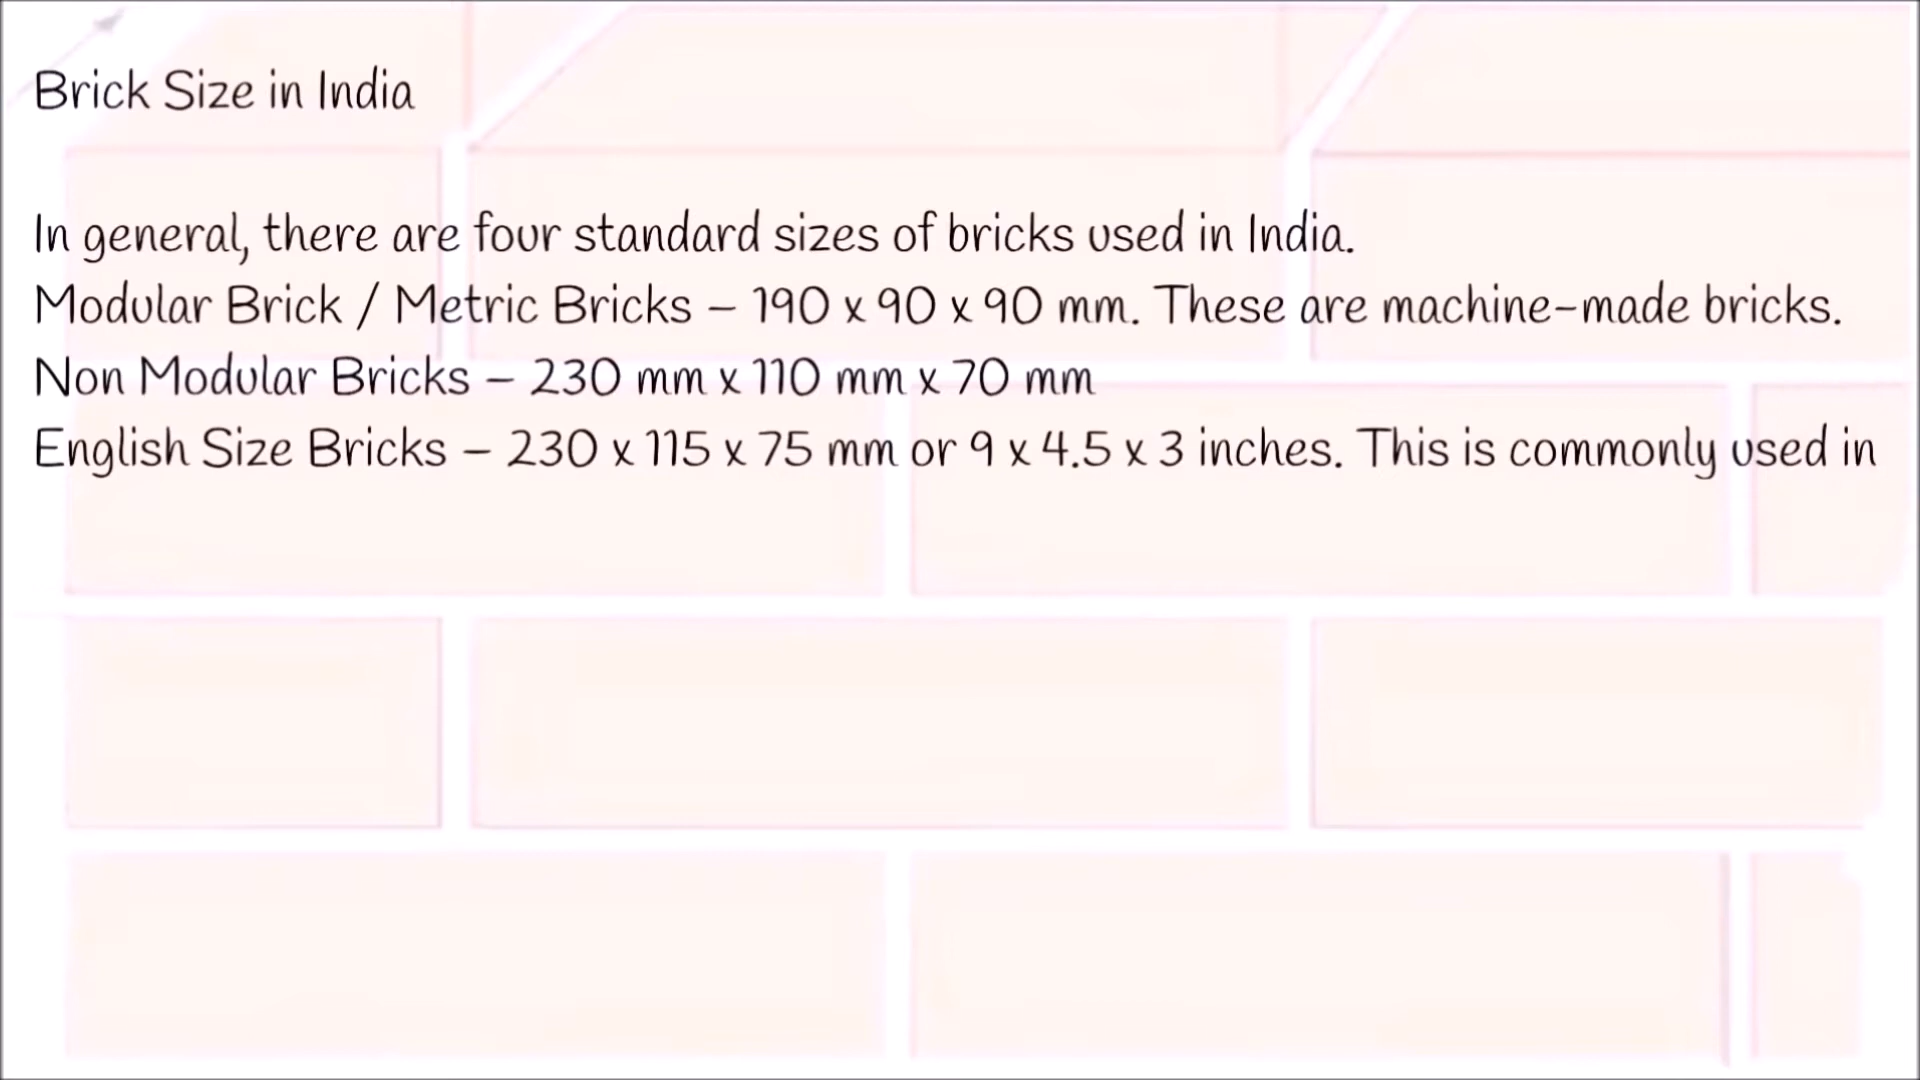 Brick Size in India
In general, there are four standard sizes of bricks used in India.
Modular Brick / Metric Bricks – 190 x 90 x 90 mm. These are machine-made bricks.
Non Modular Bricks – 230 mm x 110 mm x 70 mm
English Size Bricks – 230 x 115 x 75 mm or 9 x 4.5 x 3 inches. This is commonly used in